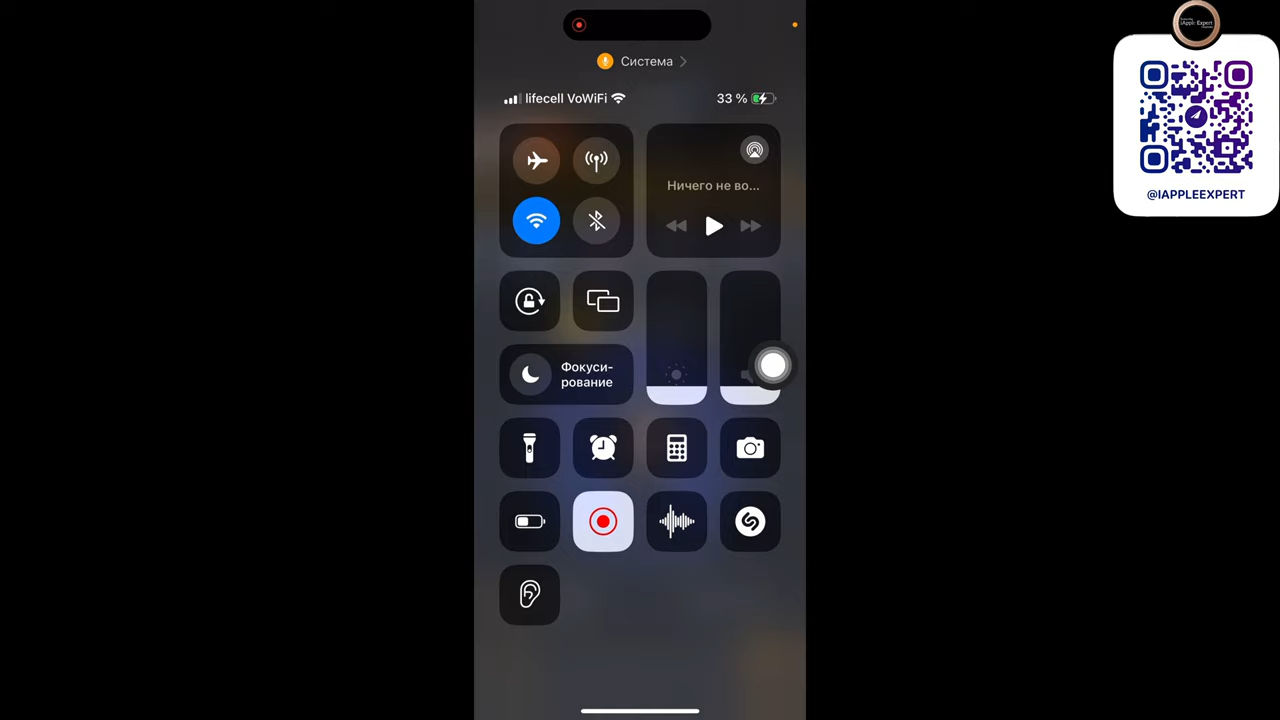 Система
lifecell VoWiFi
33 %
Ничего не во...
Фокуси-
рование
@IAPPLEEXPERT